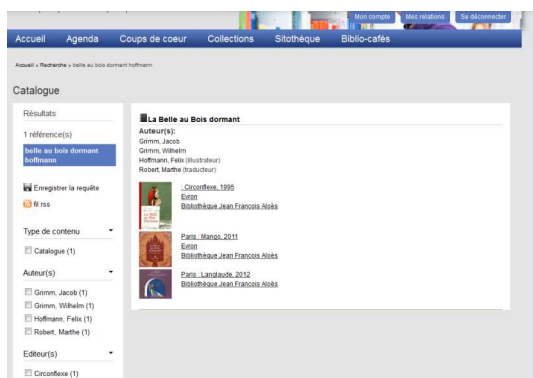 Mon compte Mes relations Se déconnecter
Accueil Agenda Coups de coeur Collections Sitothèque Biblio-cafés
Accueil » Recherche » belle au bois dormant hoffmann
Catalogue
Résultats
1 référence(s)
belle au bois dormant
hoffmann
Enregistrer la requête
fil rss
Type de contenu
Catalogue (1)
Auteur(s)
Grimm, Jacob (1)
Grimm, Wilhelm (1)
Hoffmann, Felix (1)
Robert, Marthe (1)
Editeur(s)
Circonflexe (1)
La Belle au Bois dormant
Auteur(s):
Grimm, Jacob
Grimm, Wilhelm
Hoffmann, Felix (illustrateur)
Robert, Marthe (traducteur)
: Circonflexe, 1995
Evron
Bibliothèque Jean François Aloès
Paris : Mango, 2011
Evron
Bibliothèque Jean François Aloès
Paris : Langlaude, 2012
Bibliothèque Jean François Aloès